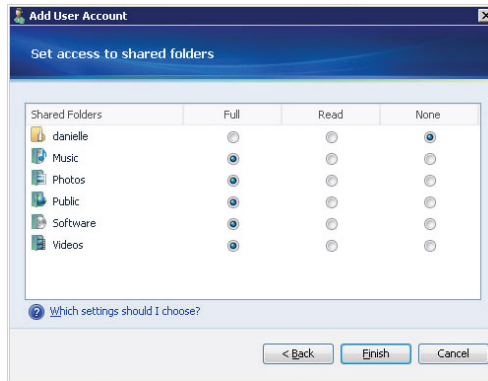 Add User Account
Set access to shared folders
Shared Folders Full Read None
danielle
Music
Photos
Public
Software
Videos
Which settings should I choose?
< Back Finish Cancel